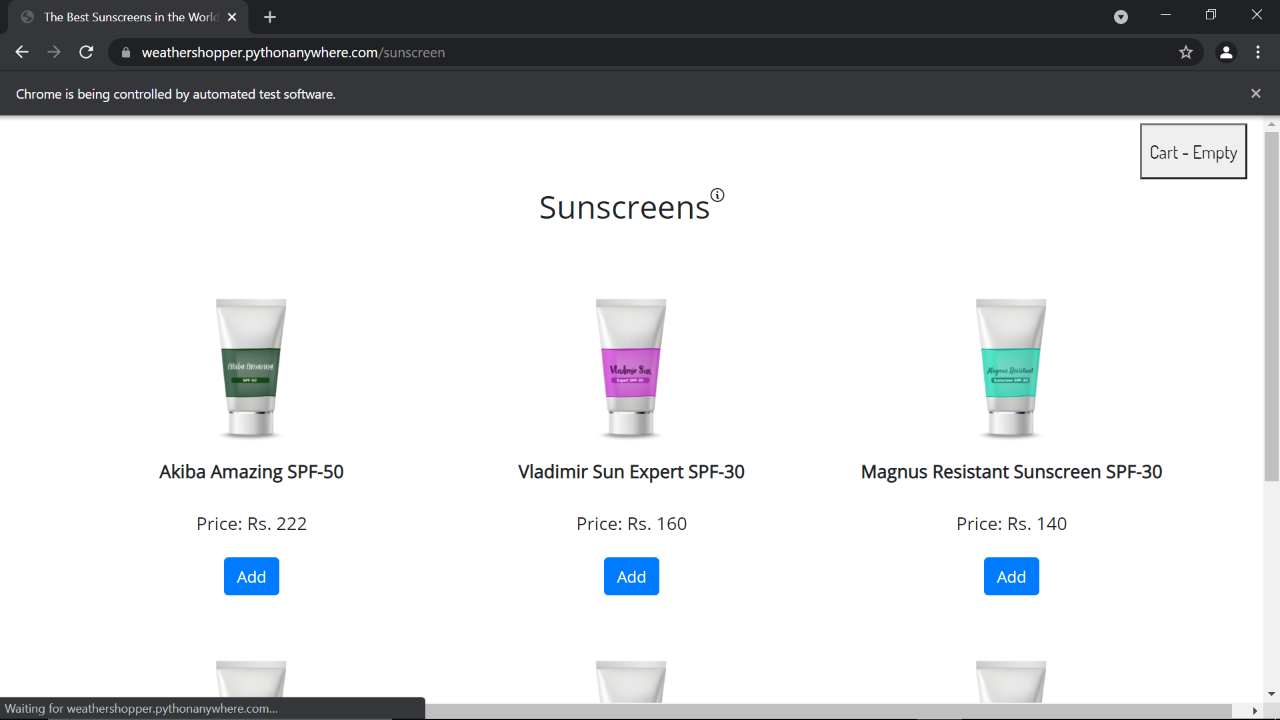 The Best Sunscreens in the World
weathershopper.pythonanywhere.com/sunscreen
Chrome is being controlled by automated test software.
Cart - Empty
Sunscreens
Akiba Amazing
SPF-50
Vladimir Sun
Expert SPF-30
Magnus Resistant
Sunscreen SPF-30
Akiba Amazing SPF-50
Vladimir Sun Expert SPF-30
Magnus Resistant Sunscreen SPF-30
Price: Rs. 222
Price: Rs. 160
Price: Rs. 140
Add
Add
Add
Waiting for weathershopper.pythonanywhere.com...